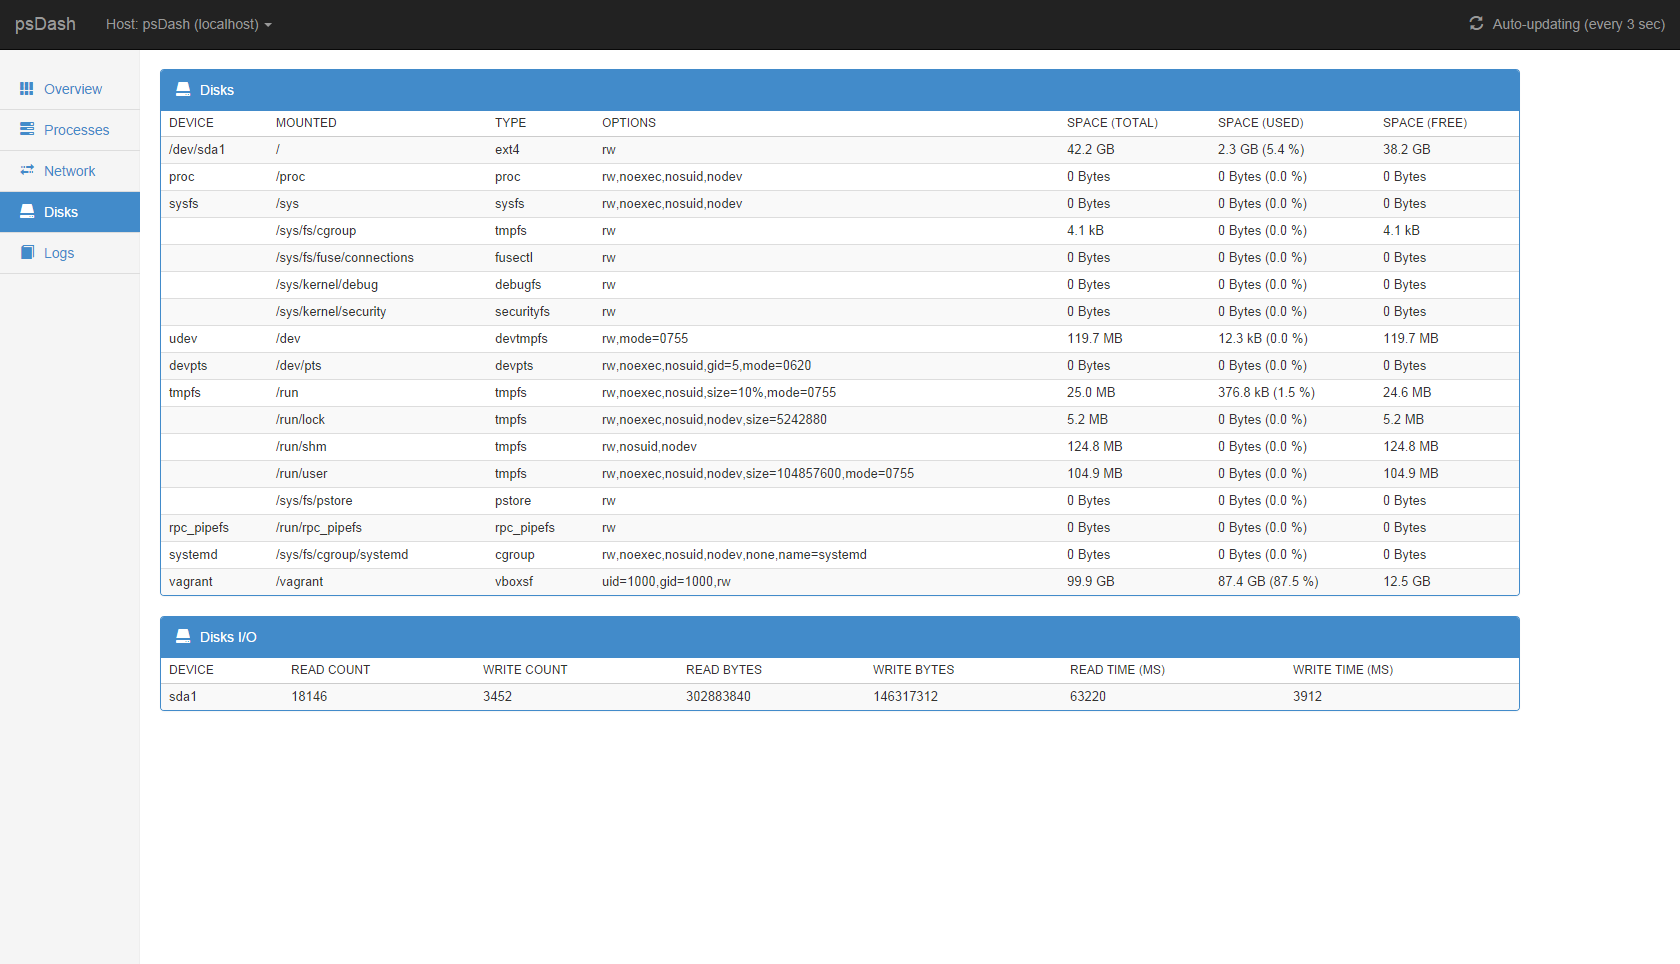 psDash Host: psDash (localhost) Auto-updating (every 3 sec)
Overview
Processes
Network
Disks
Logs
Disks
DEVICE MOUNTED TYPE OPTIONS SPACE (TOTAL) SPACE (USED) SPACE (FREE)
/dev/sda1 / ext4 rw 42.2 GB 2.3 GB (5.4 %) 38.2 GB
proc /proc proc rw,noexec,nosuid,nodev 0 Bytes 0 Bytes (0.0 %) 0 Bytes
sysfs /sys sysfs rw,noexec,nosuid,nodev 0 Bytes 0 Bytes (0.0 %) 0 Bytes
/sys/fs/cgroup tmpfs rw 4.1 kB 0 Bytes (0.0 %) 4.1 kB
/sys/fs/fuse/connections fusectl rw 0 Bytes 0 Bytes (0.0 %) 0 Bytes
/sys/kernel/debug debugfs rw 0 Bytes 0 Bytes (0.0 %) 0 Bytes
/sys/kernel/security securityfs rw 0 Bytes 0 Bytes (0.0 %) 0 Bytes
udev /dev devtmpfs rw,mode=0755 119.7 MB 12.3 kB (0.0 %) 119.7 MB
devpts /dev/pts devpts rw,noexec,nosuid,gid=5,mode=0620 0 Bytes 0 Bytes (0.0 %) 0 Bytes
tmpfs /run tmpfs rw,noexec,nosuid,size=10%,mode=0755 25.0 MB 376.8 kB (1.5 %) 24.6 MB
/run/lock tmpfs rw,noexec,nosuid,nodev,size=5242880 5.2 MB 0 Bytes (0.0 %) 5.2 MB
/run/shm tmpfs rw,nosuid,nodev 124.8 MB 0 Bytes (0.0 %) 124.8 MB
/run/user tmpfs rw,noexec,nosuid,nodev,size=104857600,mode=0755 104.9 MB 0 Bytes (0.0 %) 104.9 MB
/sys/fs/pstore pstore rw 0 Bytes 0 Bytes (0.0 %) 0 Bytes
rpc_pipefs /run/rpc_pipefs rpc_pipefs rw 0 Bytes 0 Bytes (0.0 %) 0 Bytes
systemd /sys/fs/cgroup/systemd cgroup rw,noexec,nosuid,nodev,none,name=systemd 0 Bytes 0 Bytes (0.0 %) 0 Bytes
vagrant /vagrant vboxsf uid=1000,gid=1000,rw 99.9 GB 87.4 GB (87.5 %) 12.5 GB
Disks I/O
DEVICE READ COUNT WRITE COUNT READ BYTES WRITE BYTES READ TIME (MS) WRITE TIME (MS)
sda1 18146 3452 302883840 146317312 63220 3912